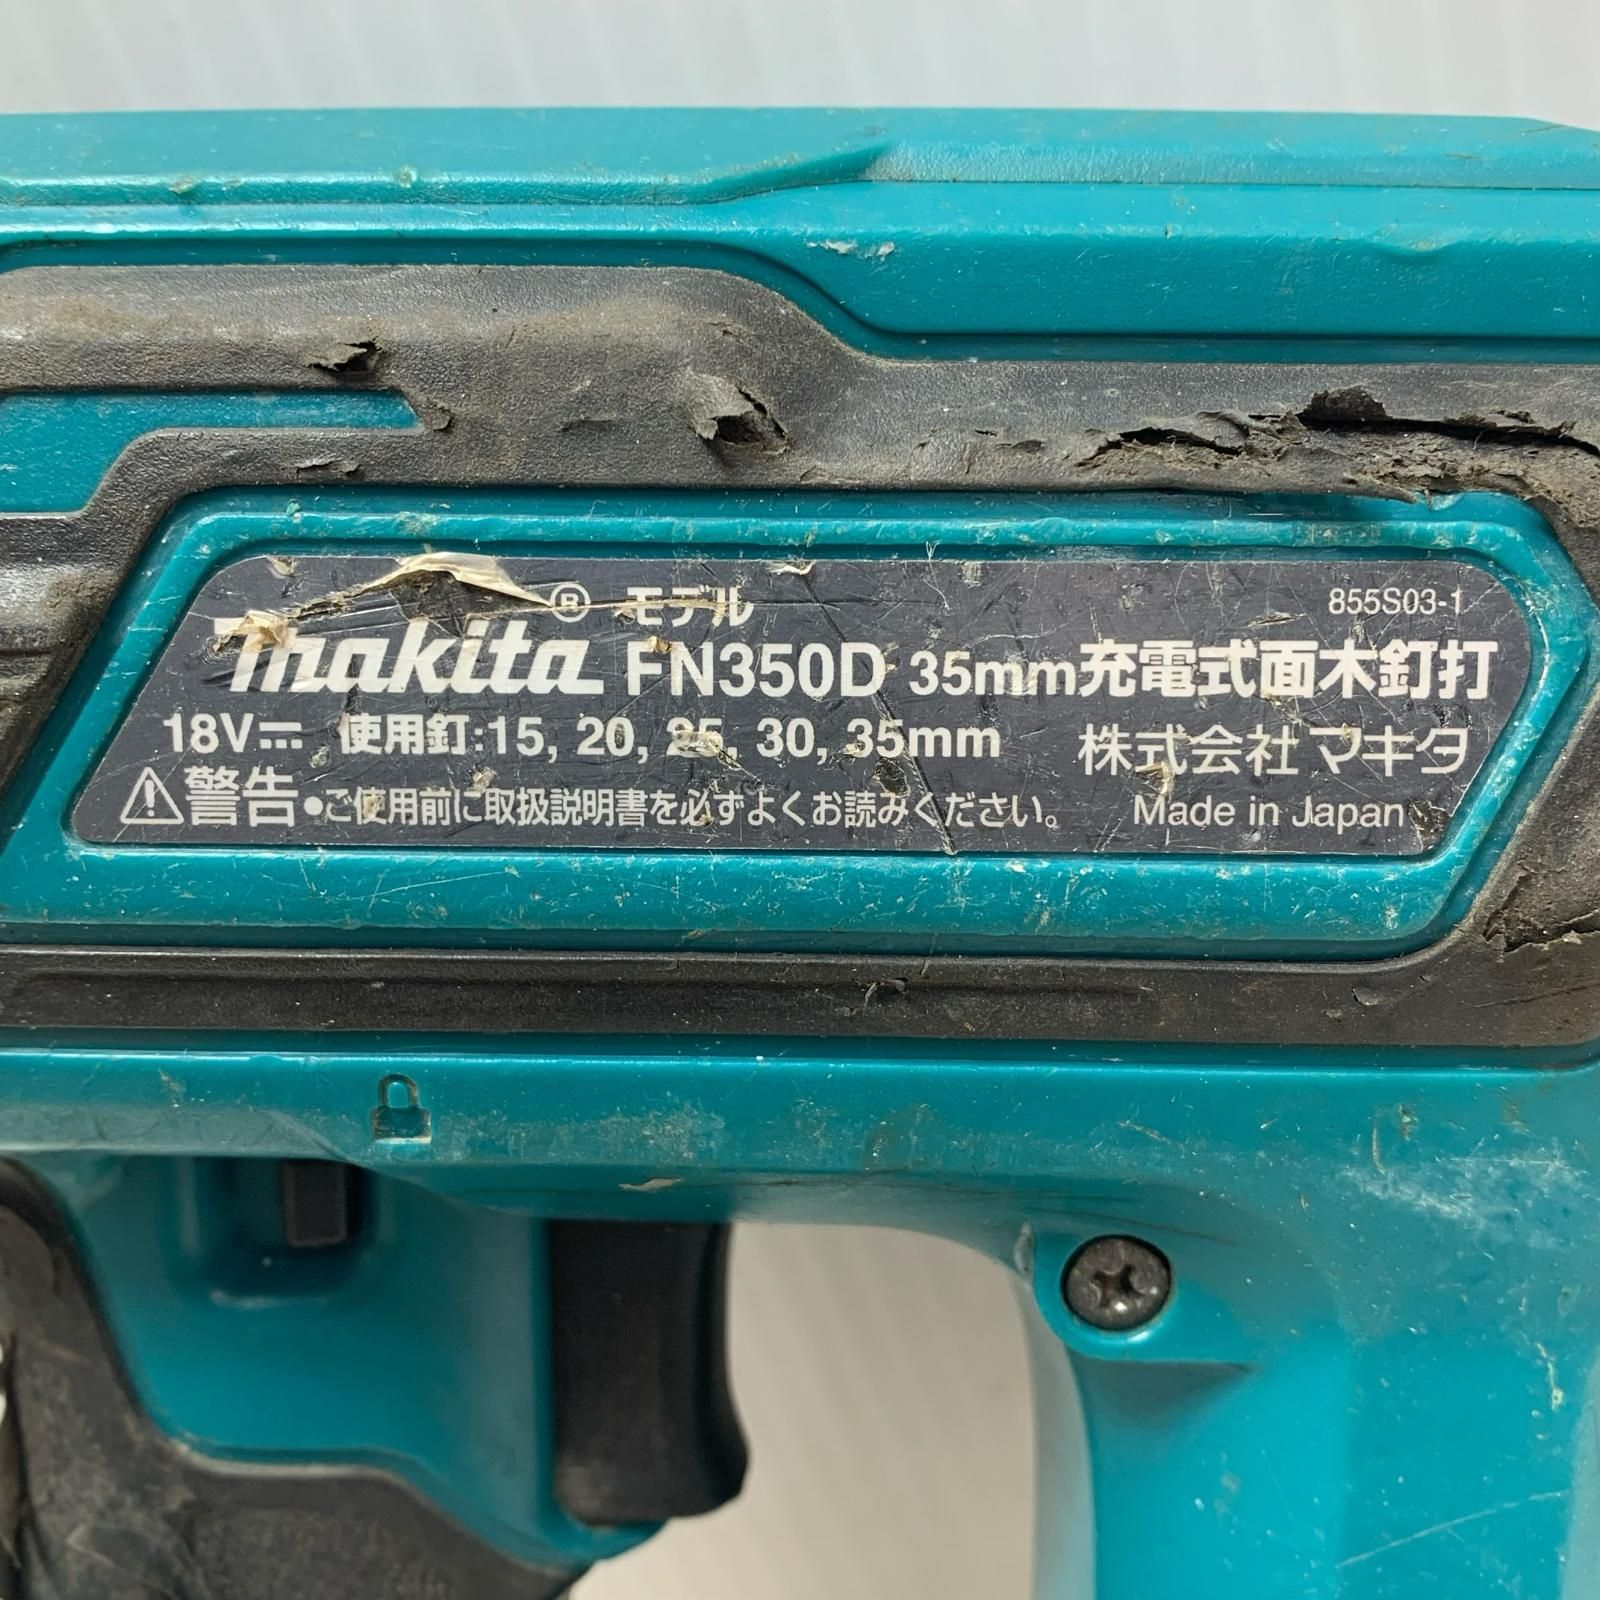 makita® モデル FN350D 35mm充電式面木釘打 855S03-1
18V⎓ 使用釘:15, 20, 25, 30, 35mm 株式会社マキタ
⚠警告●ご使用前に取扱説明書を必ずよくお読みください。 Made in Japan